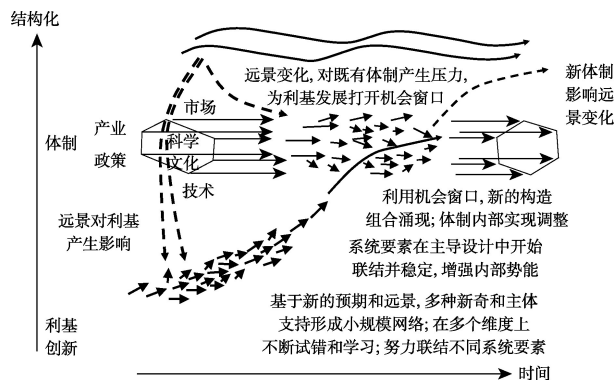 结构化
远景变化, 对既有体制产生压力,
为利基发展打开机会窗口
新体制
影响远
景变化
市场
产业
科学
体制
政策
文化
技术
远景对利基
产生影响
利用机会窗口, 新的构造
组合涌现; 体制内部实现调整
系统要素在主导设计中开始
联结并稳定, 增强内部势能
基于新的预期和远景, 多种新奇和主体
支持形成小规模网络; 在多个维度上
不断试错和学习; 努力联结不同系统要素
利基
创新
时间